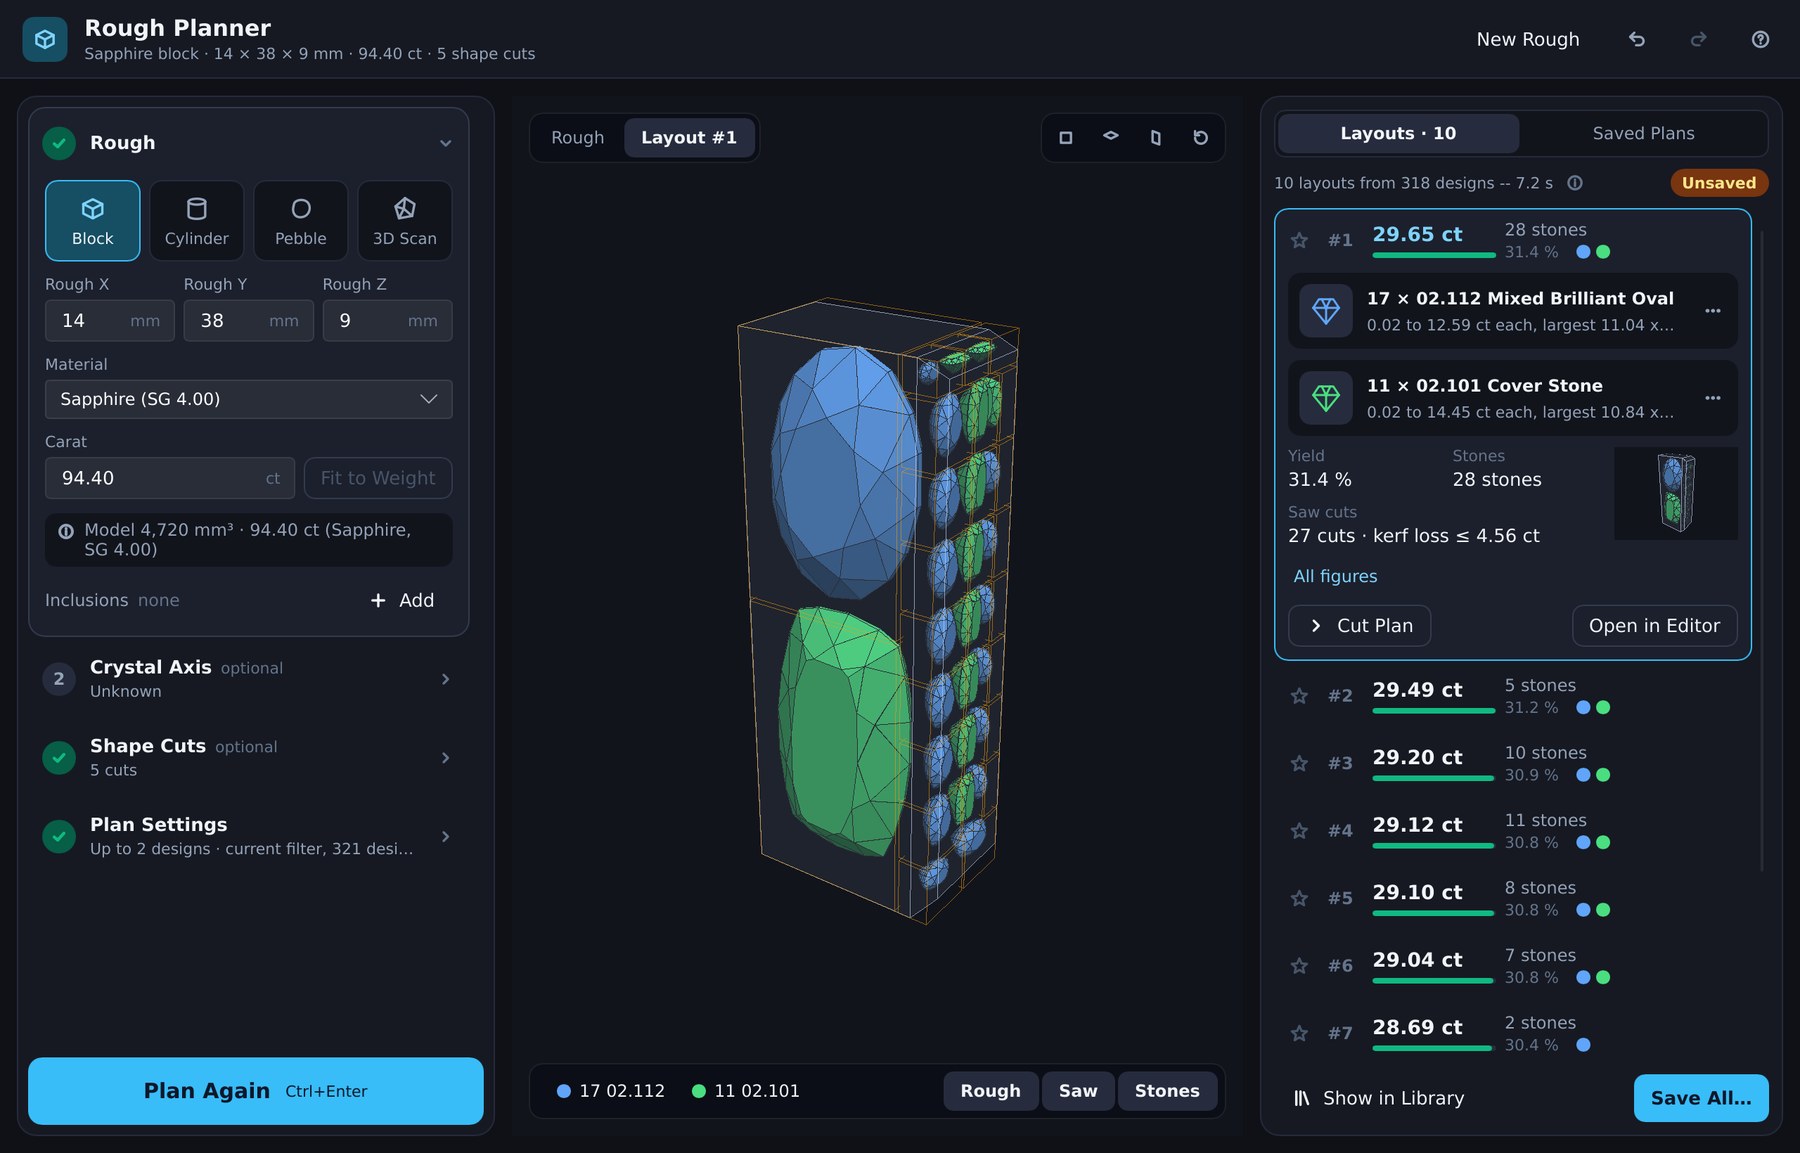 Rough Planner
Sapphire block · 14 × 38 × 9 mm · 94.40 ct · 5 shape cuts
New Rough
Rough
Block
Cylinder
Pebble
3D Scan
Rough X
Rough Y
Rough Z
14 mm
38 mm
9 mm
Material
Sapphire (SG 4.00)
Carat
94.40 ct
Fit to Weight
Model 4,720 mm³ · 94.40 ct (Sapphire,
SG 4.00)
Inclusions none
Add
2
Crystal Axis optional
Unknown
Shape Cuts optional
5 cuts
Plan Settings
Up to 2 designs · current filter, 321 desi...
Plan Again Ctrl+Enter
Rough
Layout #1
17 02.112
11 02.101
Rough
Saw
Stones
Layouts · 10
Saved Plans
10 layouts from 318 designs -- 7.2 s
Unsaved
#1 29.65 ct 28 stones
31.4 %
17 × 02.112 Mixed Brilliant Oval
0.02 to 12.59 ct each, largest 11.04 x...
11 × 02.101 Cover Stone
0.02 to 14.45 ct each, largest 10.84 x...
Yield
31.4 %
Stones
28 stones
Saw cuts
27 cuts · kerf loss ≤ 4.56 ct
All figures
Cut Plan
Open in Editor
#2 29.49 ct 5 stones
31.2 %
#3 29.20 ct 10 stones
30.9 %
#4 29.12 ct 11 stones
30.8 %
#5 29.10 ct 8 stones
30.8 %
#6 29.04 ct 7 stones
30.8 %
#7 28.69 ct 2 stones
30.4 %
Show in Library
Save All...